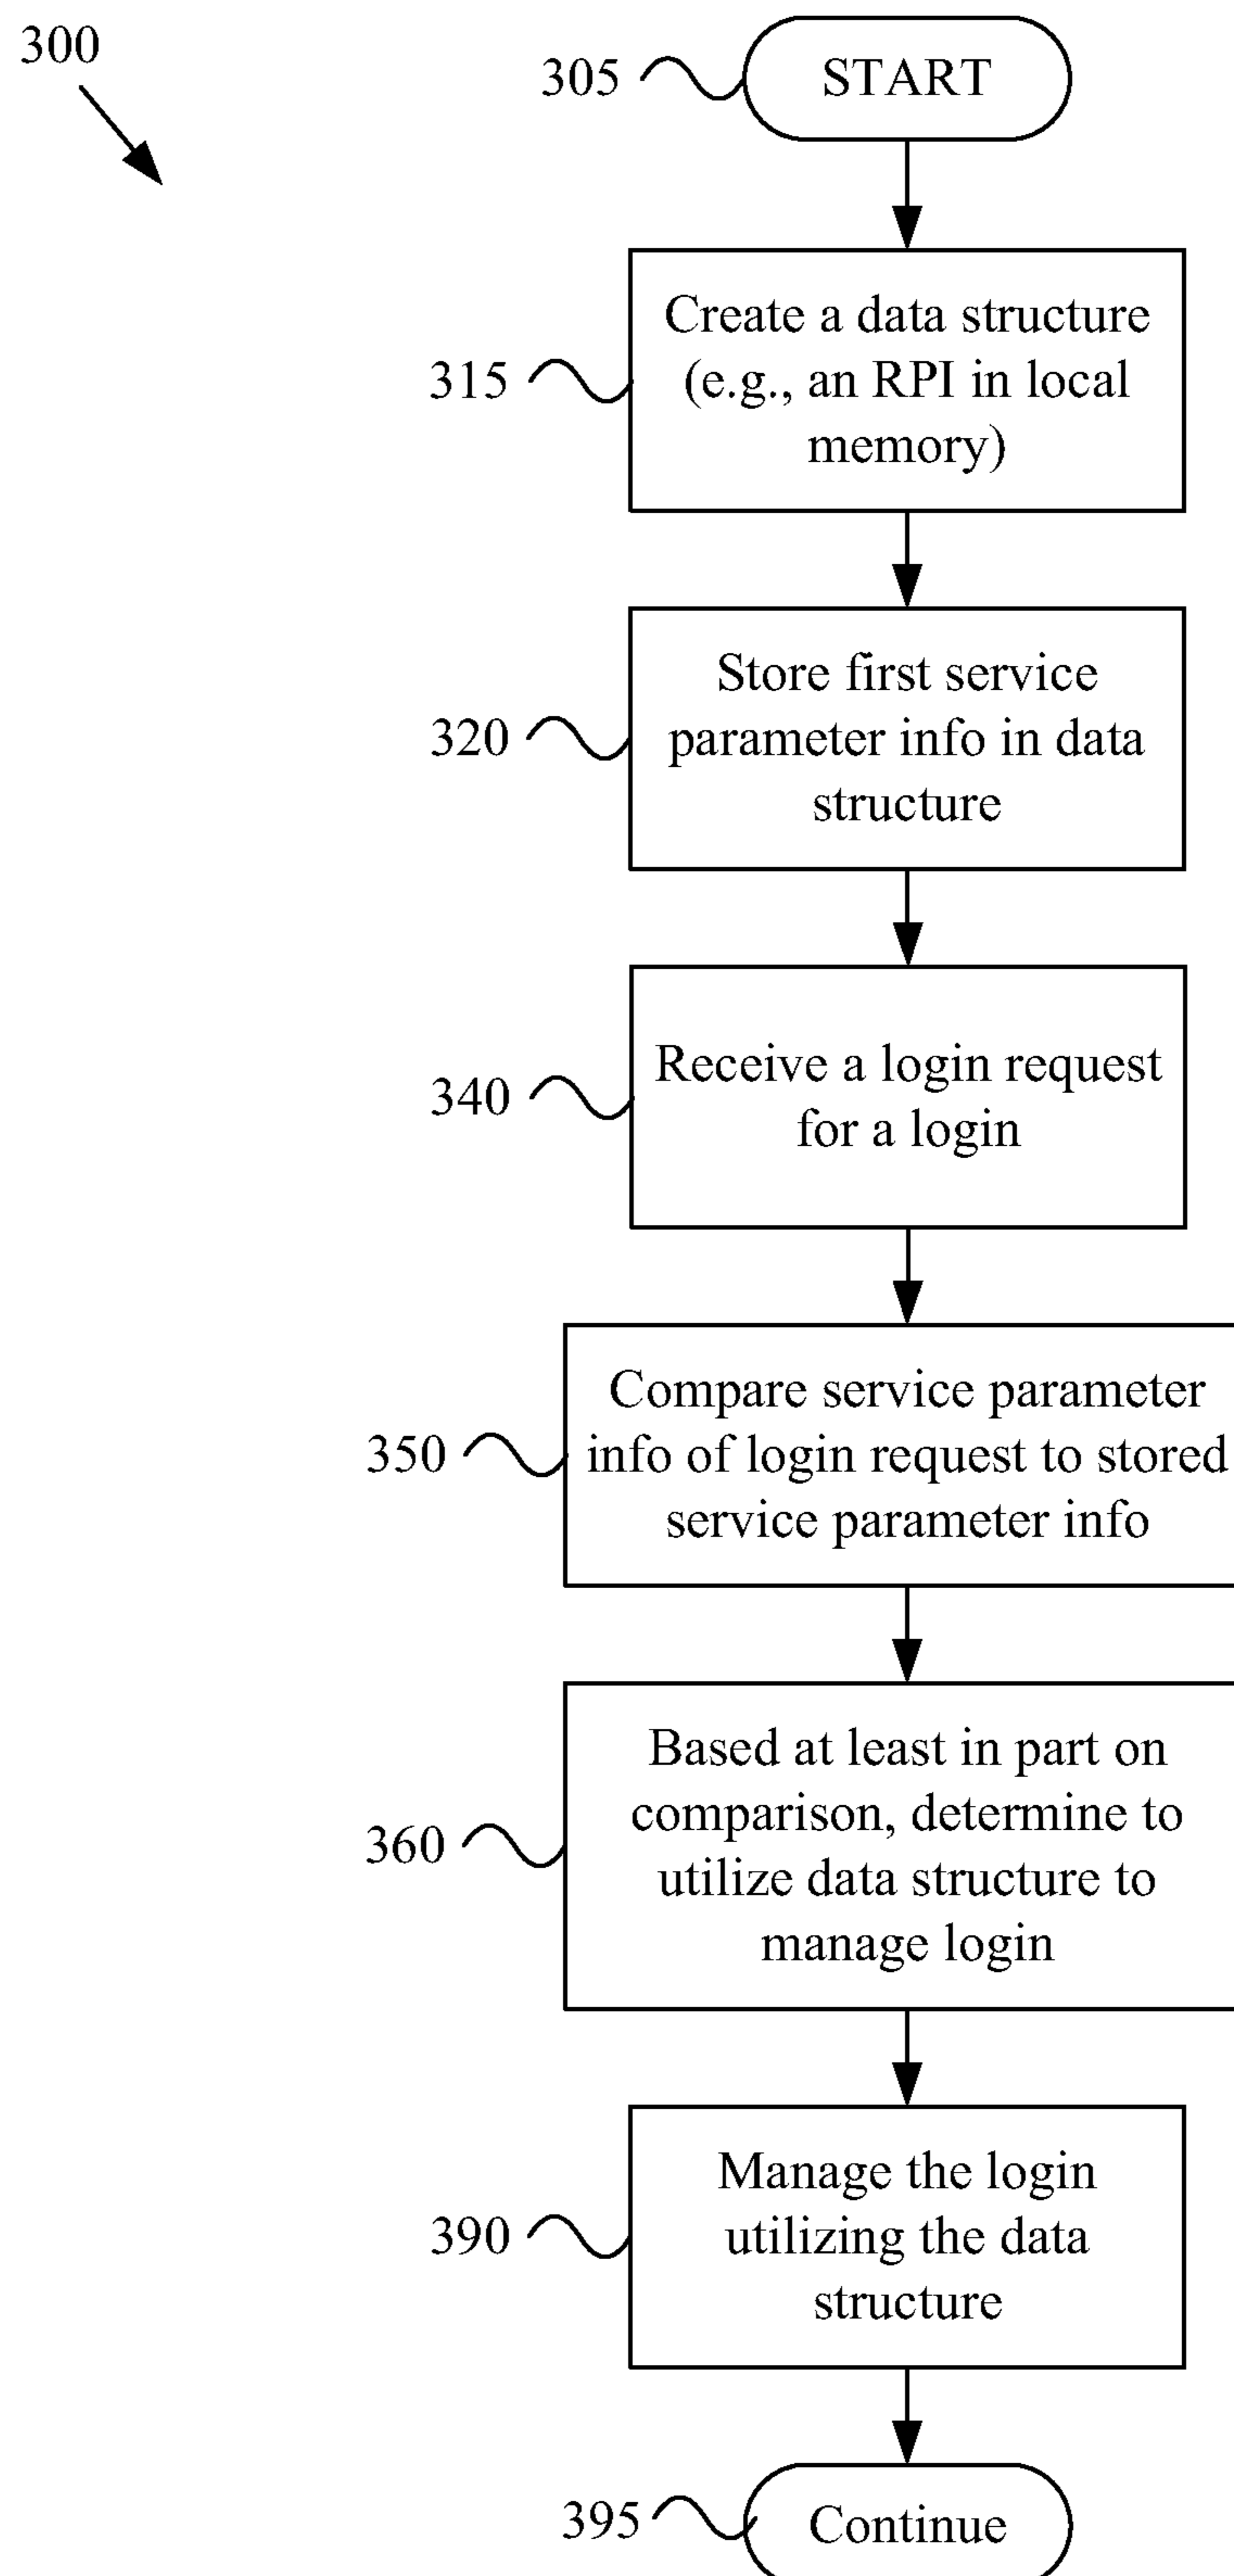 300
305
START
315
Create a data structure
(e.g., an RPI in local
memory)
320
Store first service
parameter info in data
structure
340
Receive a login request
for a login
350
Compare service parameter
info of login request to stored
service parameter info
360
Based at least in part on
comparison, determine to
utilize data structure to
manage login
390
Manage the login
utilizing the data
structure
395
Continue